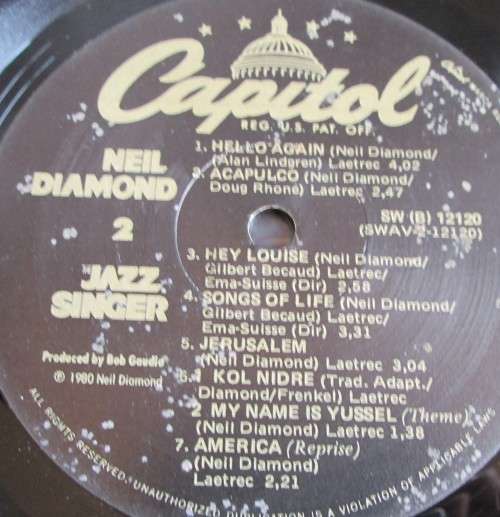 Capitol
REG. U.S. PAT. OFF.
NEIL
DIAMOND
2
JAZZ
SINGER
Produced by Bob Gaudio
℗ 1980 Neil Diamond
1. HELLO AGAIN (Neil Diamond/
Alan Lindgren) Laetrec 4,02
2. ACAPULCO (Neil Diamond/
Doug Rhone) Laetrec 2,47
SW (B) 12120
(SWAV-2-12120)
3. HEY LOUISE (Neil Diamond/
Gilbert Becaud) Laetrec/
Ema-Suisse (Dir) 2,58
4. SONGS OF LIFE (Neil Diamond/
Gilbert Becaud) Laetrec/
Ema-Suisse (Dir) 3,31
5. JERUSALEM
(Neil Diamond) Laetrec 3,04
6.1 KOL NIDRE (Trad. Adapt./
Diamond/Frenkel) Laetrec
2 MY NAME IS YUSSEL (Theme)
(Neil Diamond) Laetrec 1,38
7. AMERICA (Reprise)
(Neil Diamond)
Laetrec 2,21
ALL RIGHTS RESERVED. UNAUTHORIZED DUPLICATION IS A VIOLATION OF APPLICABLE LAWS